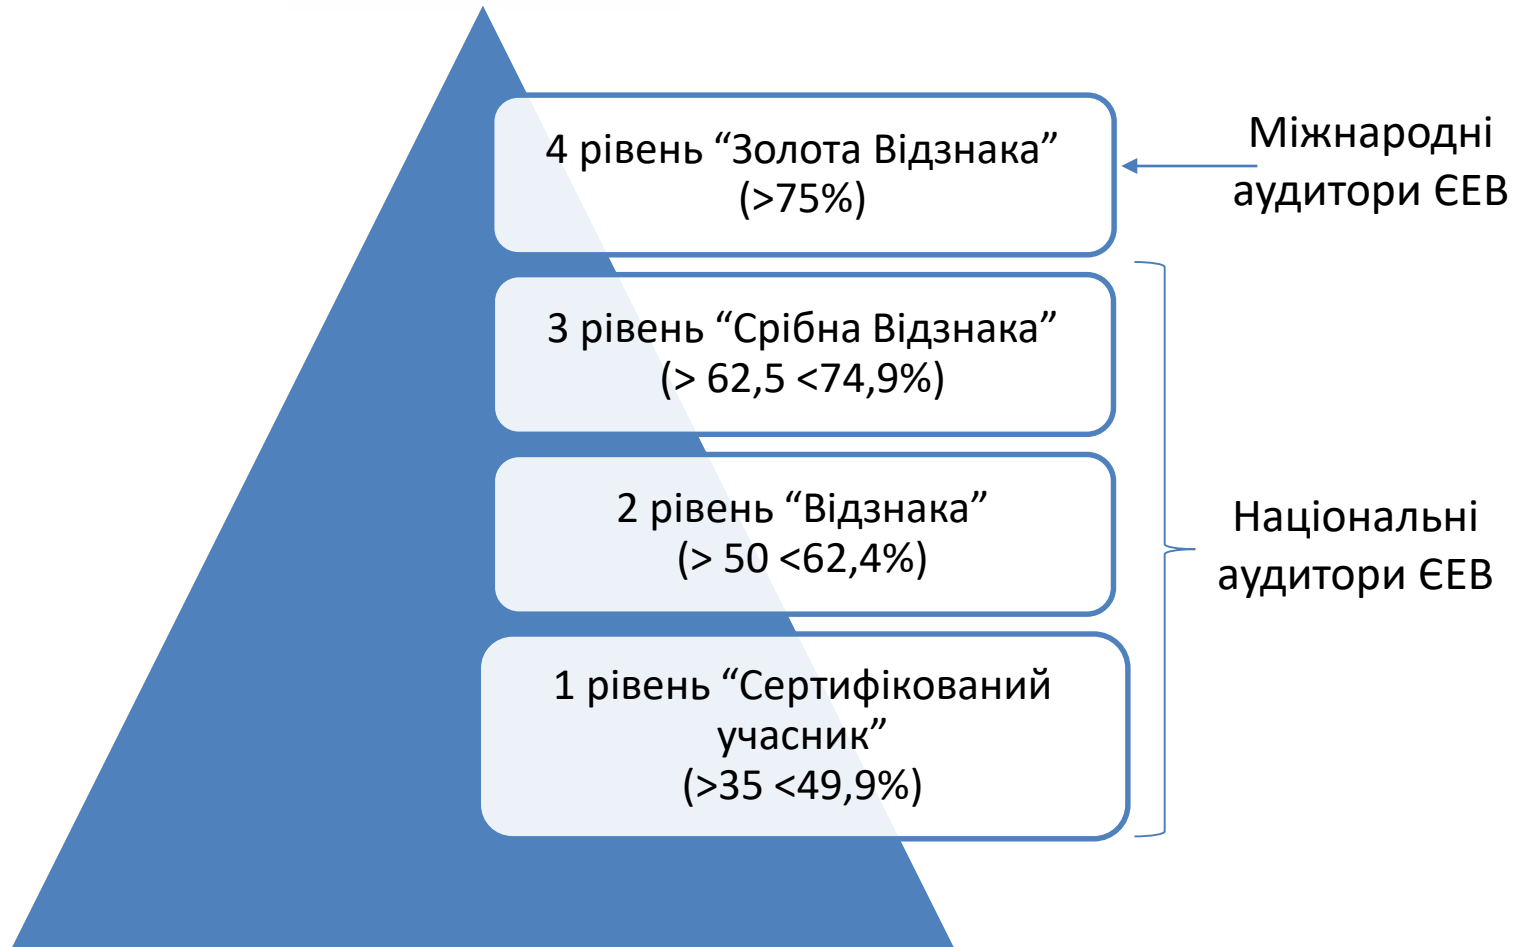 4 рівень “Золота Відзнака”
(>75%)
Міжнародні
аудитори ЄЕВ
3 рівень “Срібна Відзнака”
(> 62,5 <74,9%)
2 рівень “Відзнака”
(> 50 <62,4%)
Національні
аудитори ЄЕВ
1 рівень “Сертифікований
учасник”
(>35 <49,9%)